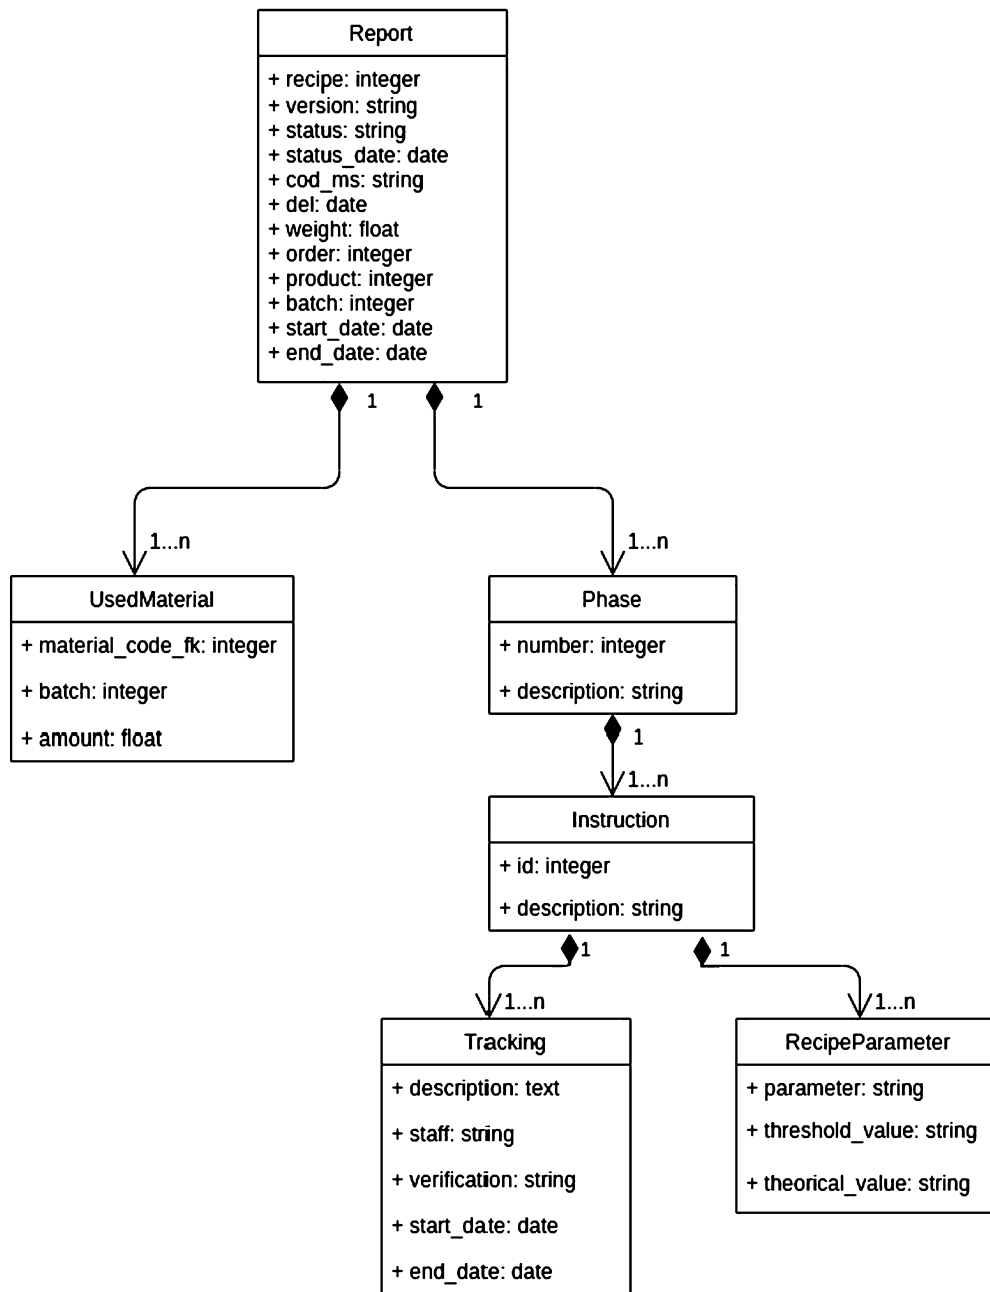 Report
+ recipe: integer
+ version: string
+ status: string
+ status_date: date
+ cod_ms: string
+ del: date
+ weight: float
+ order: integer
+ product: integer
+ batch: integer
+ start_date: date
+ end_date: date
1
1
1...n
1...n
UsedMaterial
+ material_code_fk: integer
+ batch: integer
+ amount: float
Phase
+ number: integer
+ description: string
1
1...n
Instruction
+ id: integer
+ description: string
1
1
1...n
1...n
Tracking
+ description: text
+ staff: string
+ verification: string
+ start_date: date
+ end_date: date
RecipeParameter
+ parameter: string
+ threshold_value: string
+ theorical_value: string